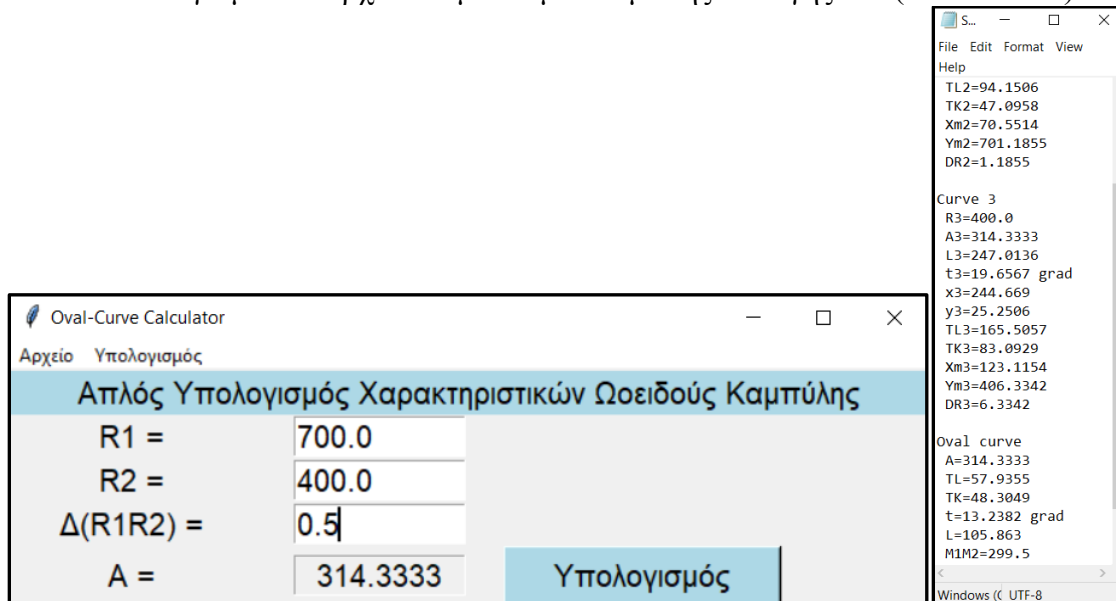 S...
File Edit Format View
Help
TL2=94.1506
TK2=47.0958
Xm2=70.5514
Ym2=701.1855
DR2=1.1855
Curve 3
R3=400.0
A3=314.3333
L3=247.0136
t3=19.6567 grad
x3=244.669
y3=25.2506
TL3=165.5057
TK3=83.0929
Xm3=123.1154
Ym3=406.3342
DR3=6.3342
Oval curve
A=314.3333
TL=57.9355
TK=48.3049
t=13.2382 grad
L=105.863
M1M2=299.5
Windows (( UTF-8
Oval-Curve Calculator
Αρχείο Υπολογισμός
Απλός Υπολογισμός Χαρακτηριστικών Ωοειδούς Καμπύλης
R1 = 700.0
R2 = 400.0
Δ(R1R2) = 0.5
A = 314.3333 Υπολογισμός